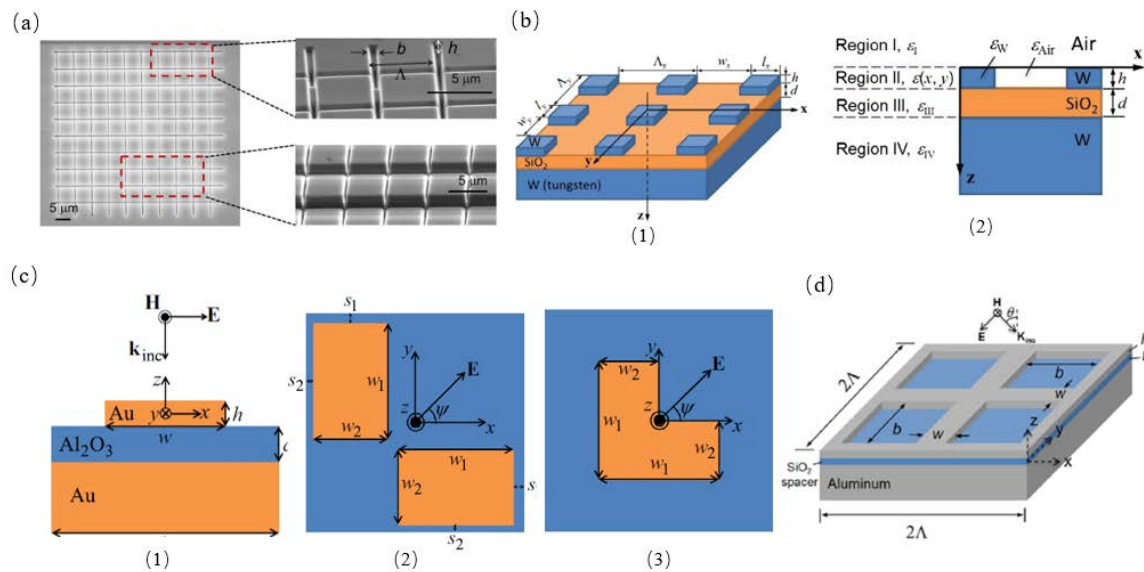 (a)
b
h
Λ
5 μm
5 μm
5 μm
(b)
Λx
wx
lx
h
d
Λy
ly
wy
x
W
y
SiO2
W (tungsten)
z
(1)
Region I, εI
Region II, ε(x, y)
Region III, εIII
Region IV, εIV
εW
εAir
Air
x
W
h
SiO2
d
W
z
(2)
(c)
H
E
kinc
z
Au
y
x
h
w
Al2O3
Au
(1)
s1
s2
w1
w2
y
E
z
ψ
x
w1
w2
s
s2
(2)
y
w2
E
z
ψ
x
w1
w2
w1
(3)
(d)
H
θ
E
Kinc
2Λ
b
w
b
w
z
y
x
SiO2
spacer
Aluminum
2Λ